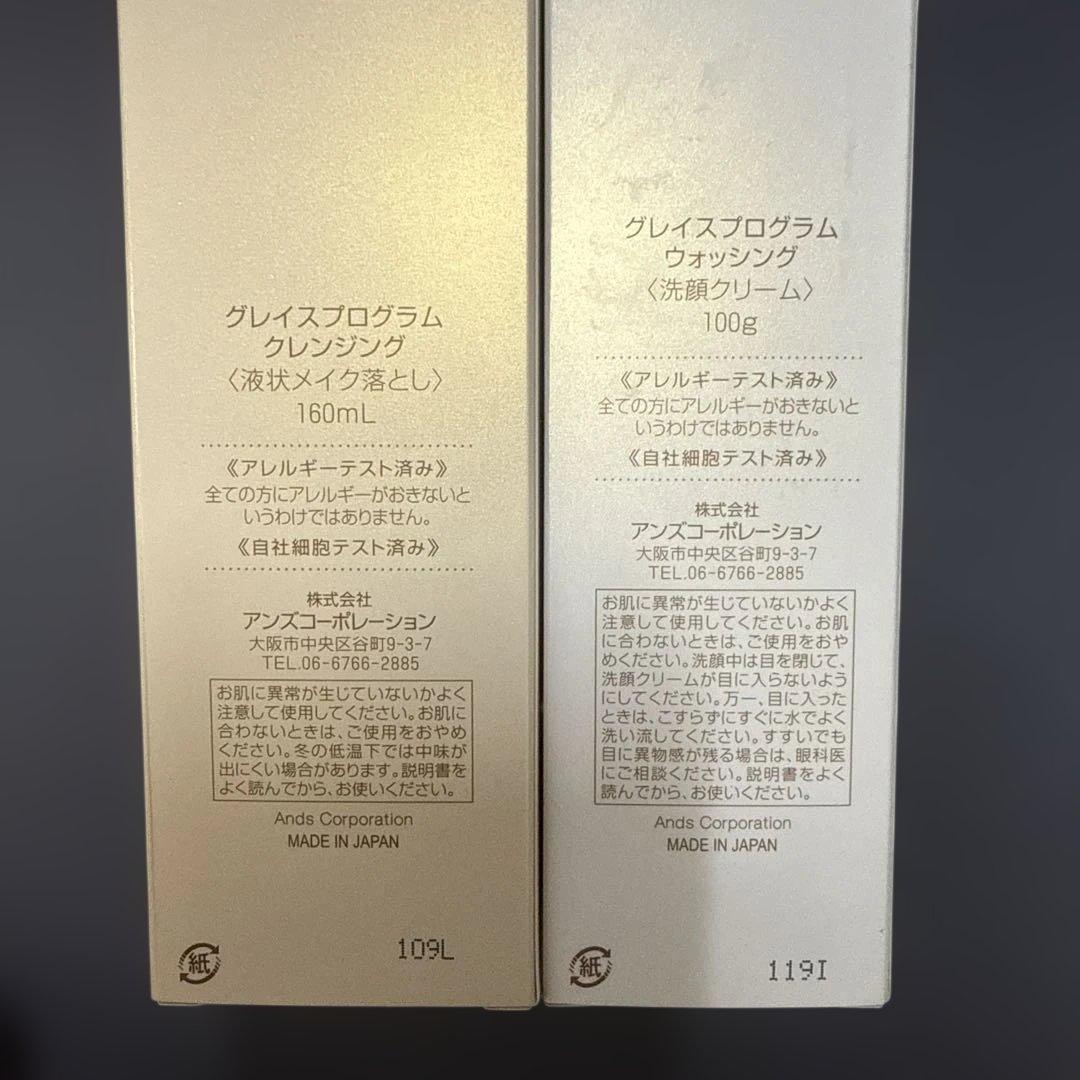 グレイスプログラム
クレンジング
〈液状メイク落とし〉
160mL
《アレルギーテスト済み》
全ての方にアレルギーがおきないと
いうわけではありません。
《自社細胞テスト済み》
株式会社
アンズコーポレーション
大阪市中央区谷町9-3-7
TEL.06-6766-2885
お肌に異常が生じていないかよく
注意して使用してください。お肌に
合わないときは、ご使用をおやめ
ください。冬の低温下では中味が
出にくい場合があります。説明書を
よく読んでから、お使いください。
Ands Corporation
MADE IN JAPAN
紙
109L
グレイスプログラム
ウォッシング
〈洗顔クリーム〉
100g
《アレルギーテスト済み》
全ての方にアレルギーがおきないと
いうわけではありません。
《自社細胞テスト済み》
株式会社
アンズコーポレーション
大阪市中央区谷町9-3-7
TEL.06-6766-2885
お肌に異常が生じていないかよく
注意して使用してください。お肌
に合わないときは、ご使用をおや
めください。洗顔中は目を閉じて、
洗顔クリームが目に入らないよう
にしてください。万一、目に入った
ときは、こすらずにすぐに水でよく
洗い流してください。すすいでも
目に異物感が残る場合は、眼科医
にご相談ください。説明書をよく
読んでから、お使いください。
Ands Corporation
MADE IN JAPAN
紙
119I